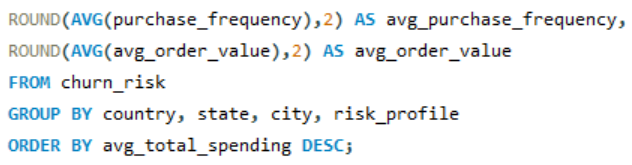 ROUND(AVG(purchase_frequency),2) AS avg_purchase_frequency,
ROUND(AVG(avg_order_value),2) AS avg_order_value
FROM churn_risk
GROUP BY country, state, city, risk_profile
ORDER BY avg_total_spending DESC;